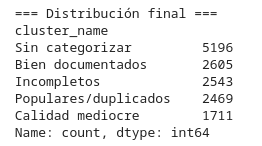 === Distribución final ===
cluster_name
Sin categorizar         5196
Bien documentados       2605
Incompletos             2543
Populares/duplicados    2469
Calidad mediocre        1711
Name: count, dtype: int64